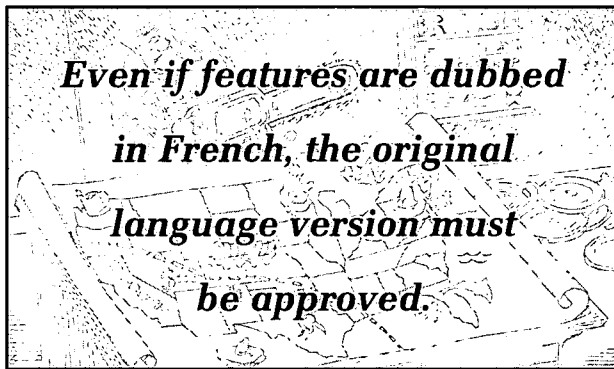 Even if features are dubbed
in French, the original
language version must
be approved.